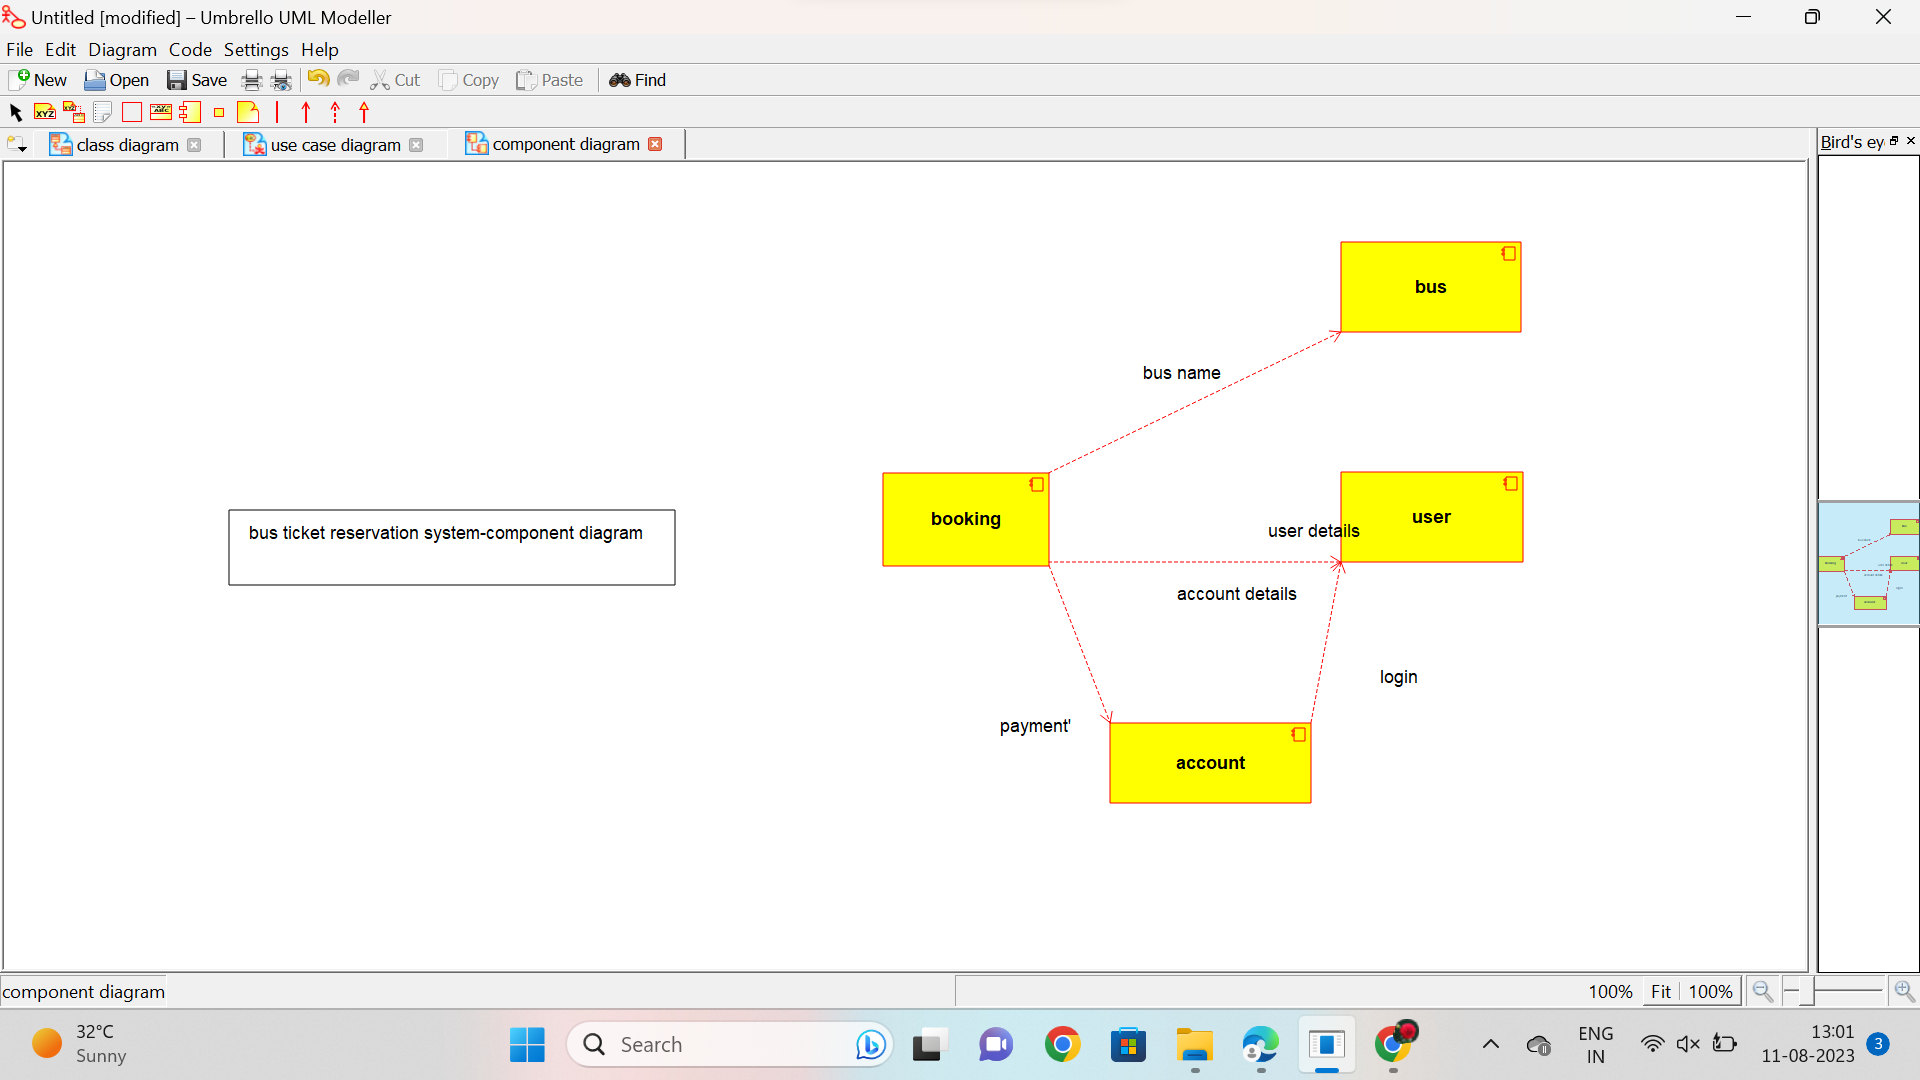 Untitled [modified] – Umbrello UML Modeller
File Edit Diagram Code Settings Help
New Open Save Cut Copy Paste Find
class diagram use case diagram component diagram
Bird's ey
bus
bus name
booking
user
user details
bus ticket reservation system-component diagram
account details
login
payment'
account
component diagram
100% Fit 100%
32°C
Sunny
Search
ENG
IN
13:01
11-08-2023
3